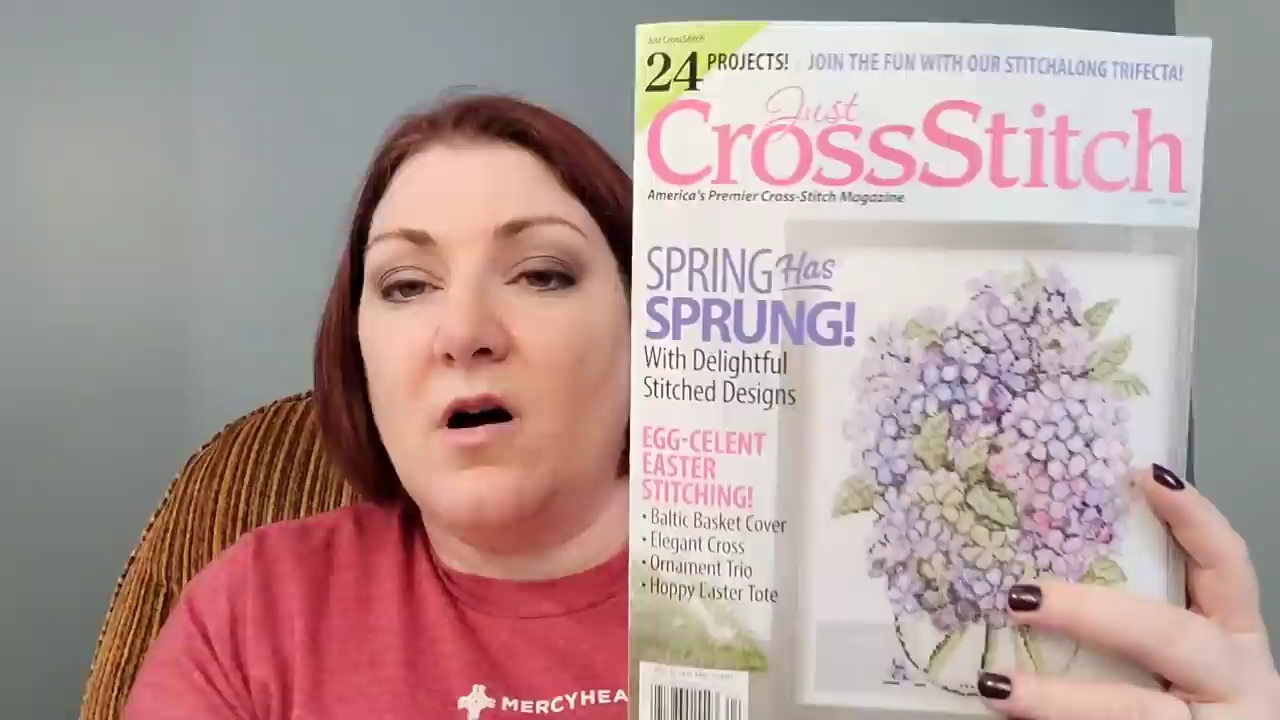 Just CrossStitch
24 PROJECTS! JOIN THE FUN WITH OUR STITCHALONG TRIFECTA!
Just
CrossStitch
America's Premier Cross-Stitch Magazine
SPRING Has
SPRUNG!
With Delightful
Stitched Designs
EGG-CELENT
EASTER
STITCHING!
• Baltic Basket Cover
• Elegant Cross
• Ornament Trio
• Hoppy Easter Tote
MERCYHEA